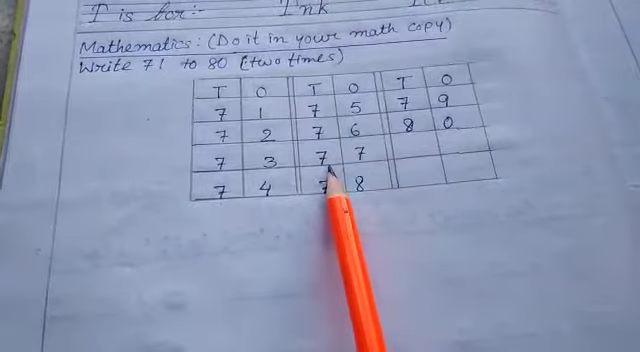 I is for:- Ink
Mathematics: (Do it in your math copy)
Write 71 to 80 (two times)
T O T O T O
7 1 7 5 7 9
7 2 7 6 8 0
7 3 7 7
7 4 7 8